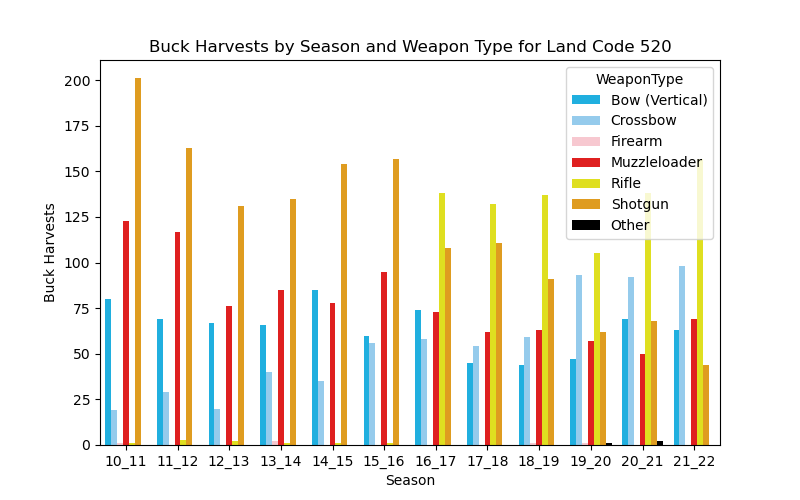 Buck Harvests by Season and Weapon Type for Land Code 520
WeaponType
Bow (Vertical)
Crossbow
Firearm
Muzzleloader
Rifle
Shotgun
Other
Buck Harvests
200
175
150
125
100
75
50
25
0
10_11 11_12 12_13 13_14 14_15 15_16 16_17 17_18 18_19 19_20 20_21 21_22
Season